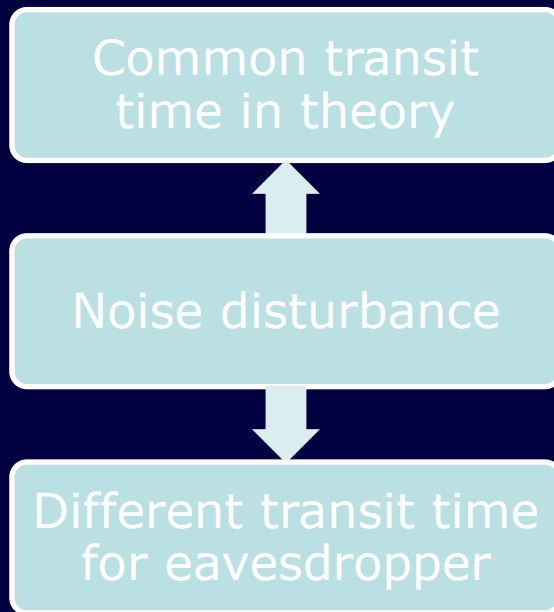 Common transit
time in theory
Noise disturbance
Different transit time
for eavesdropper